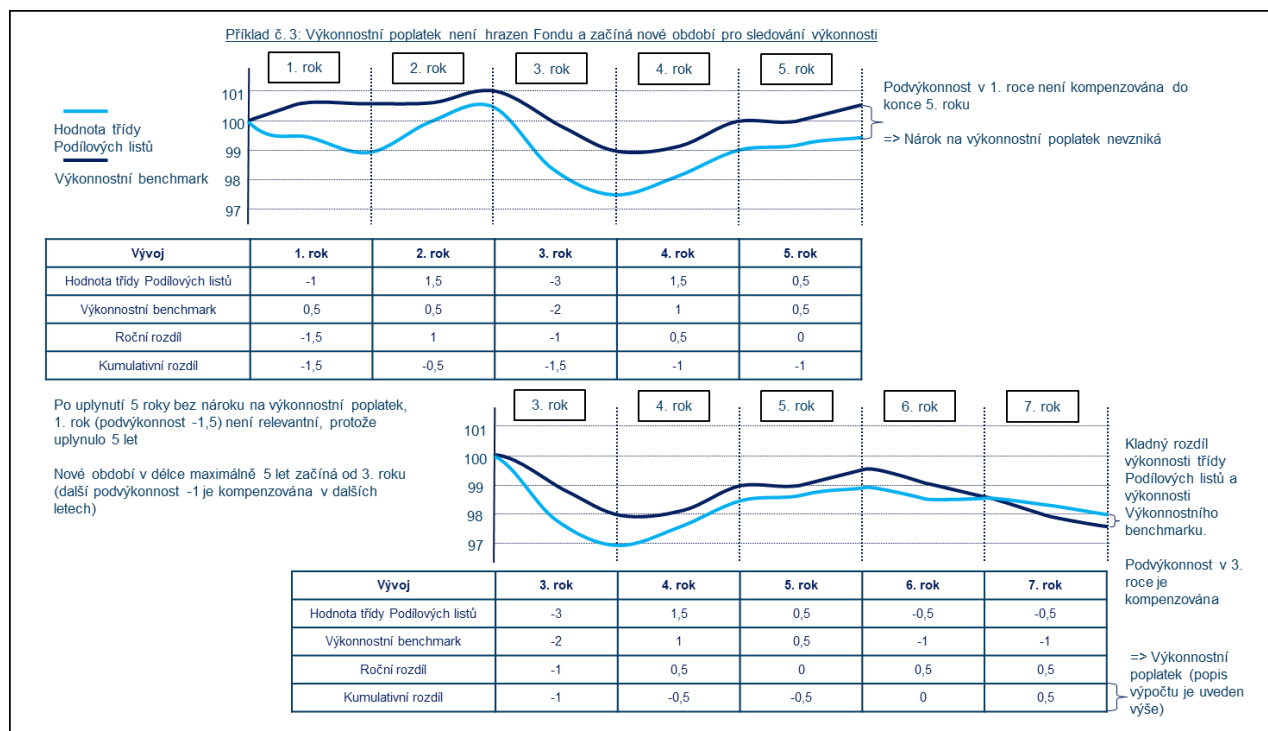 Příklad č. 3: Výkonnostní poplatek není hrazen Fondu a začíná nové období pro sledování výkonnosti
1. rok 2. rok 3. rok 4. rok 5. rok
101
100
99
98
97
Hodnota třídy
Podílových listů
Výkonnostní benchmark
Podvýkonnost v 1. roce není kompenzována do
konce 5. roku
=> Nárok na výkonnostní poplatek nevzniká
Vývoj 1. rok 2. rok 3. rok 4. rok 5. rok
Hodnota třídy Podílových listů -1 1,5 -3 1,5 0,5
Výkonnostní benchmark 0,5 0,5 -2 1 0,5
Roční rozdíl -1,5 1 -1 0,5 0
Kumulativní rozdíl -1,5 -0,5 -1,5 -1 -1
Po uplynutí 5 roky bez nároku na výkonnostní poplatek,
1. rok (podvýkonnost -1,5) není relevantní, protože
uplynulo 5 let
Nové období v délce maximálně 5 let začíná od 3. roku
(další podvýkonnost -1 je kompenzována v dalších
letech)
3. rok 4. rok 5. rok 6. rok 7. rok
101
100
99
98
97
Kladný rozdíl
výkonnosti třídy
Podílových listů a
výkonnosti
Výkonnostního
benchmarku.
Podvýkonnost v 3.
roce je
kompenzována
Vývoj 3. rok 4. rok 5. rok 6. rok 7. rok
Hodnota třídy Podílových listů -3 1,5 0,5 -0,5 -0,5
Výkonnostní benchmark -2 1 0,5 -1 -1
Roční rozdíl -1 0,5 0 0,5 0,5
Kumulativní rozdíl -1 -0,5 -0,5 0 0,5
=> Výkonnostní
poplatek (popis
výpočtu je uveden
výše)